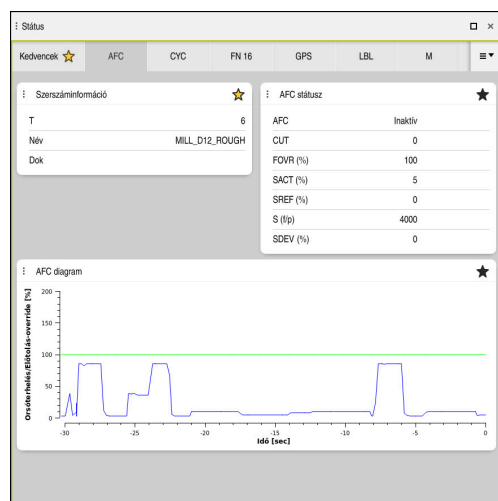 Státus
Kedvencek AFC CYC FN 16 GPS LBL M
Szerszáminformáció
T 6
Név MILL_D12_ROUGH
Dok
AFC státusz
AFC Inaktív
CUT 0
FOVR (%) 100
SACT (%) 5
SREF (%) 0
S (f/p) 4000
SDEV (%) 0
AFC diagram
Orsóterhelés/Előtolás-override [%]
200
150
100
50
0
-30 -25 -20 -15 -10 -5 0
Idő [sec]